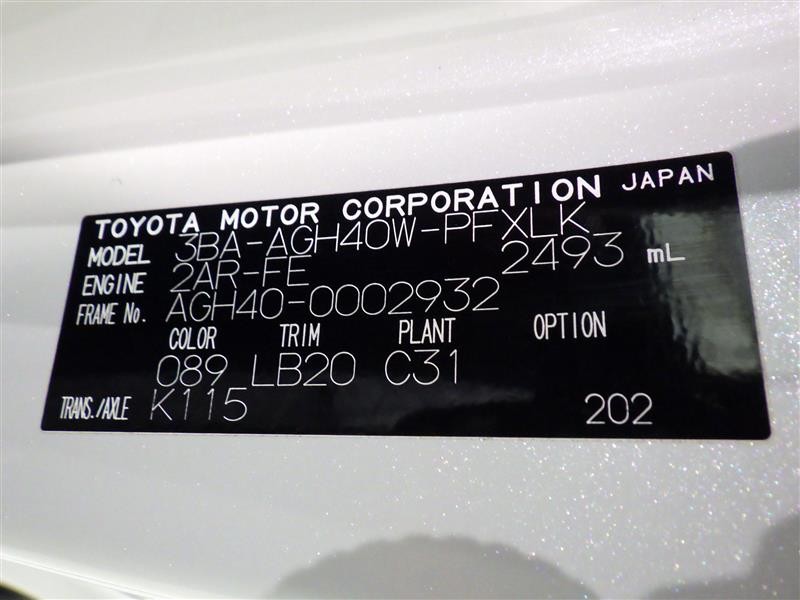 TOYOTA MOTOR CORPORATION JAPAN
MODEL 3BA-AGH40W-PFXLK
ENGINE 2AR-FE 2493 mL
FRAME No. AGH40-0002932
COLOR TRIM PLANT OPTION
089 LB20 C31
TRANS./AXLE K115 202